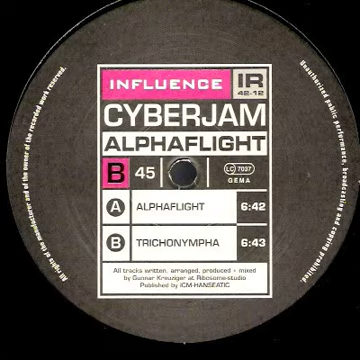 INFLUENCE IR
42-12
CYBERJAM
ALPHAFLIGHT
B 45 LC 7037
GEMA
A ALPHAFLIGHT 6:42
B TRICHONYMPHA 6:43
All tracks written, arranged, produced + mixed
by Gunnar Kreuziger at Ribosome-studio
Published by ICM-HANSEATIC
All rights of the manufacturer and of the owner of the recorded work reserved.
Unauthorized public performance, broadcasting and copying prohibited.